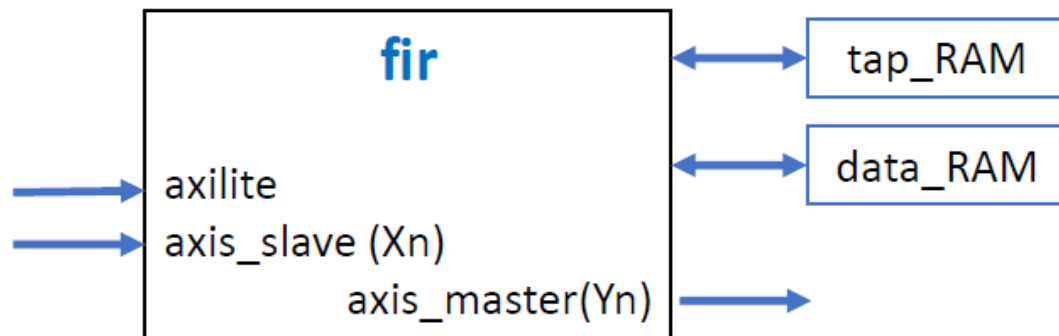 fir
tap_RAM
data_RAM
axilite
axis_slave (Xn)
axis_master(Yn)